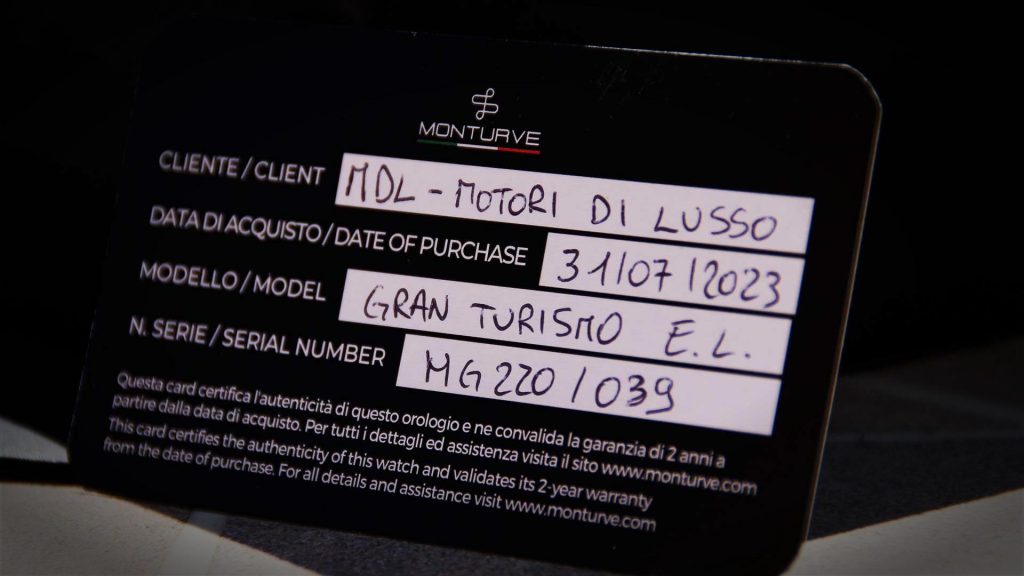 MONTURVE
CLIENTE / CLIENT MDL - MOTORI DI LUSSO
DATA DI ACQUISTO / DATE OF PURCHASE 31/07/2023
MODELLO / MODEL GRAN TURISMO E.L.
N. SERIE / SERIAL NUMBER MG220/039
Questa card certifica l'autenticità di questo orologio e ne convalida la garanzia di 2 anni a
partire dalla data di acquisto. Per tutti i dettagli ed assistenza visita il sito www.monturve.com
This card certifies the authenticity of this watch and validates its 2-year warranty
from the date of purchase. For all details and assistance visit www.monturve.com